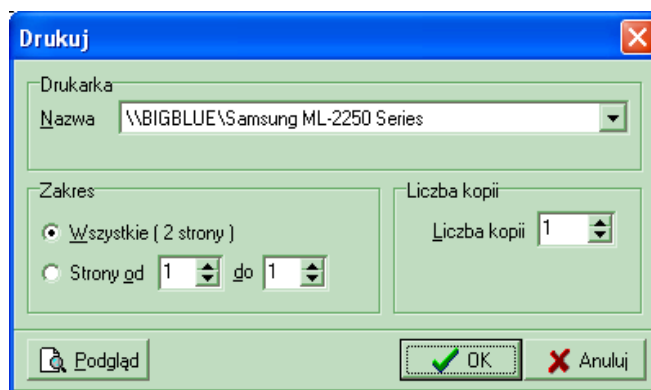 Drukuj
Drukarka
Nazwa \\BIGBLUE\Samsung ML-2250 Series
Zakres
Wszystkie ( 2 strony )
Strony od 1 do 1
Liczba kopii
Liczba kopii 1
Podgląd
OK
Anuluj